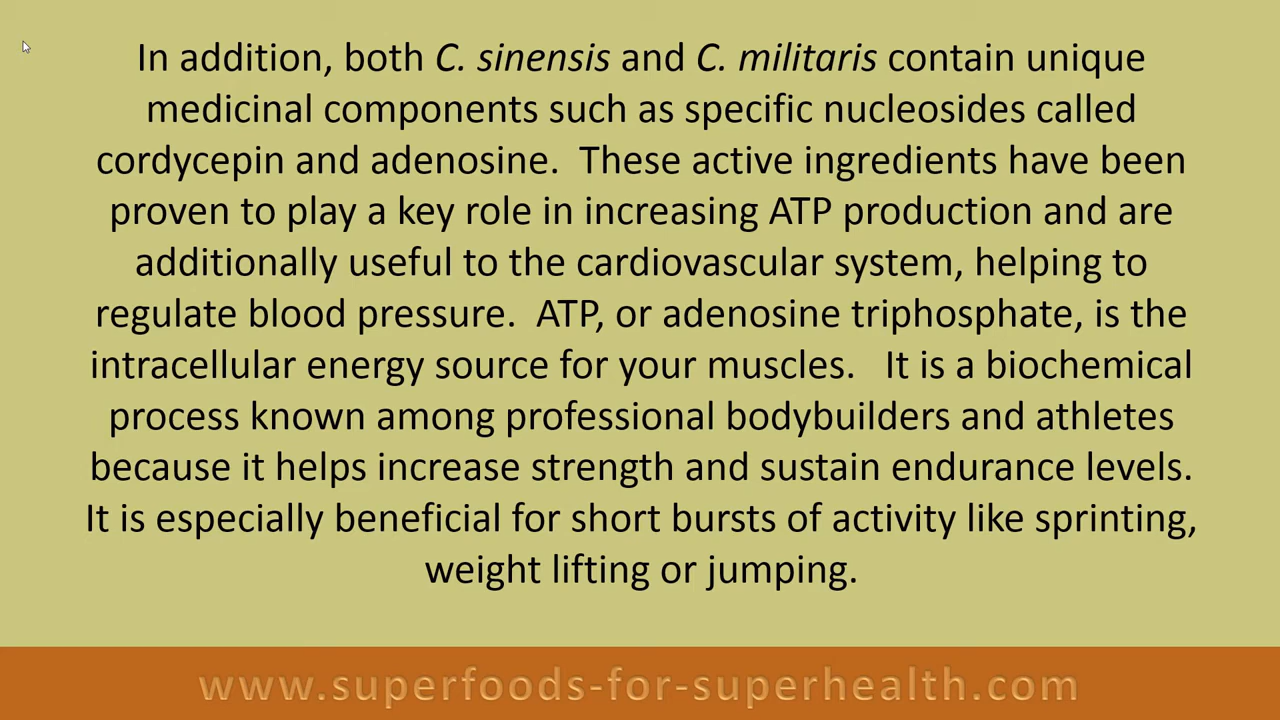 In addition, both C. sinensis and C. militaris contain unique
medicinal components such as specific nucleosides called
cordycepin and adenosine.  These active ingredients have been
proven to play a key role in increasing ATP production and are
additionally useful to the cardiovascular system, helping to
regulate blood pressure.  ATP, or adenosine triphosphate, is the
intracellular energy source for your muscles.   It is a biochemical
process known among professional bodybuilders and athletes
because it helps increase strength and sustain endurance levels.
It is especially beneficial for short bursts of activity like sprinting,
weight lifting or jumping.
www.superfoods-for-superhealth.com